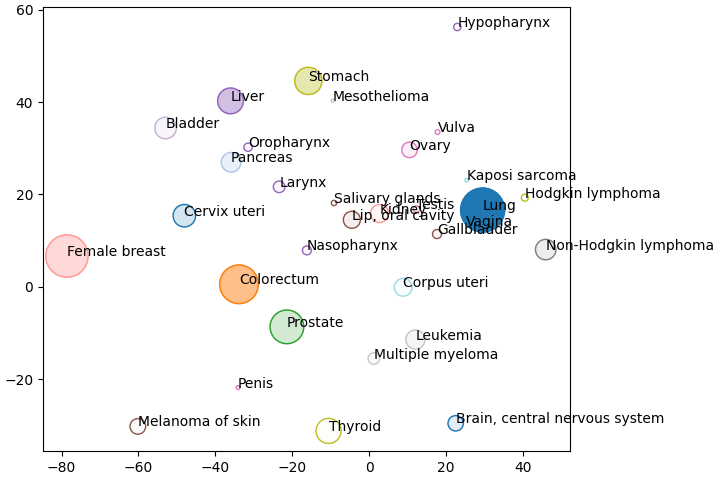 60
Hypopharynx
Stomach
Liver
Mesothelioma
40
Bladder
Vulva
Oropharynx
Ovary
Pancreas
Kaposi sarcoma
Larynx
Hodgkin lymphoma
20
Salivary glands
Testis
Lung
Kidney
Cervix uteri
Lip, oral cavity
Vagina
Gallbladder
Nasopharynx
Non-Hodgkin lymphoma
Female breast
Colorectum
Corpus uteri
0
Prostate
Leukemia
Multiple myeloma
−20
Penis
Melanoma of skin
Thyroid
Brain, central nervous system
−80 −60 −40 −20 0 20 40